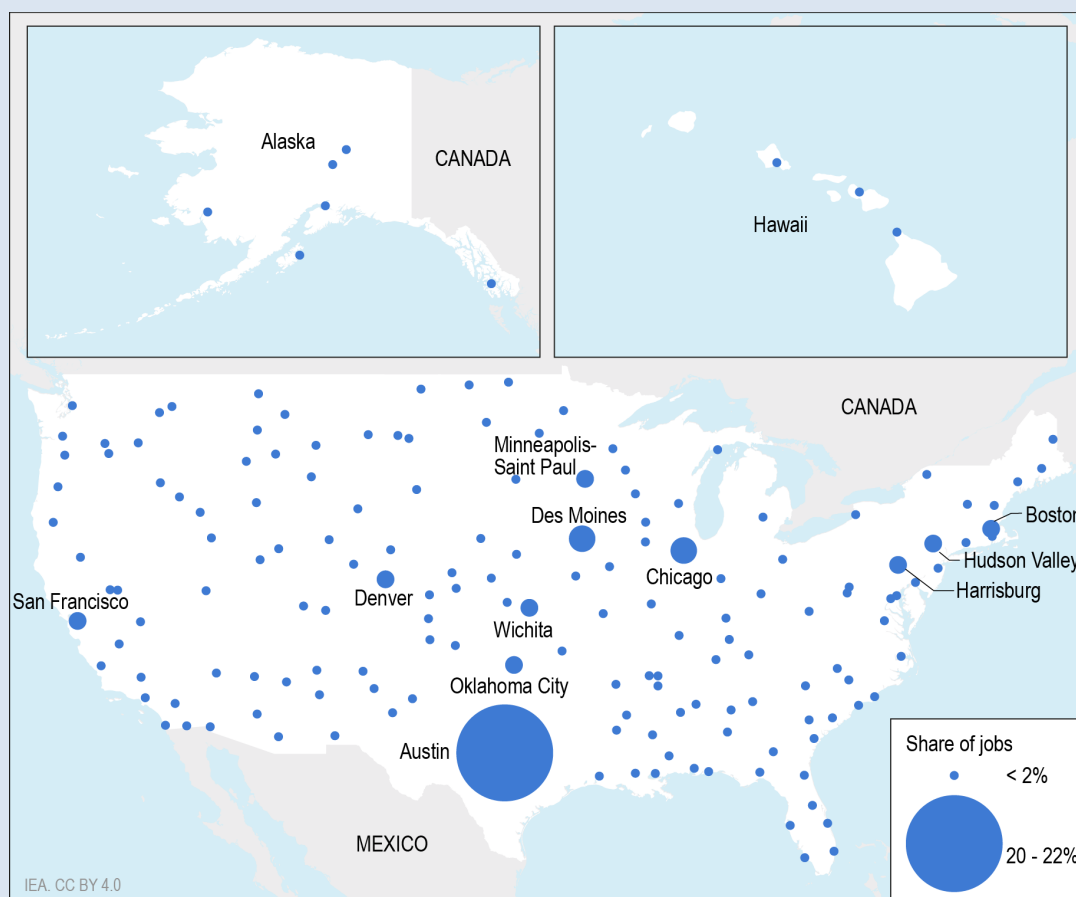 Alaska
CANADA
Hawaii
CANADA
Minneapolis-
Saint Paul
Des Moines
Boston
Chicago
Hudson Valley
Denver
Harrisburg
San Francisco
Wichita
Oklahoma City
Austin
MEXICO
Share of jobs
< 2%
20 - 22%
IEA. CC BY 4.0